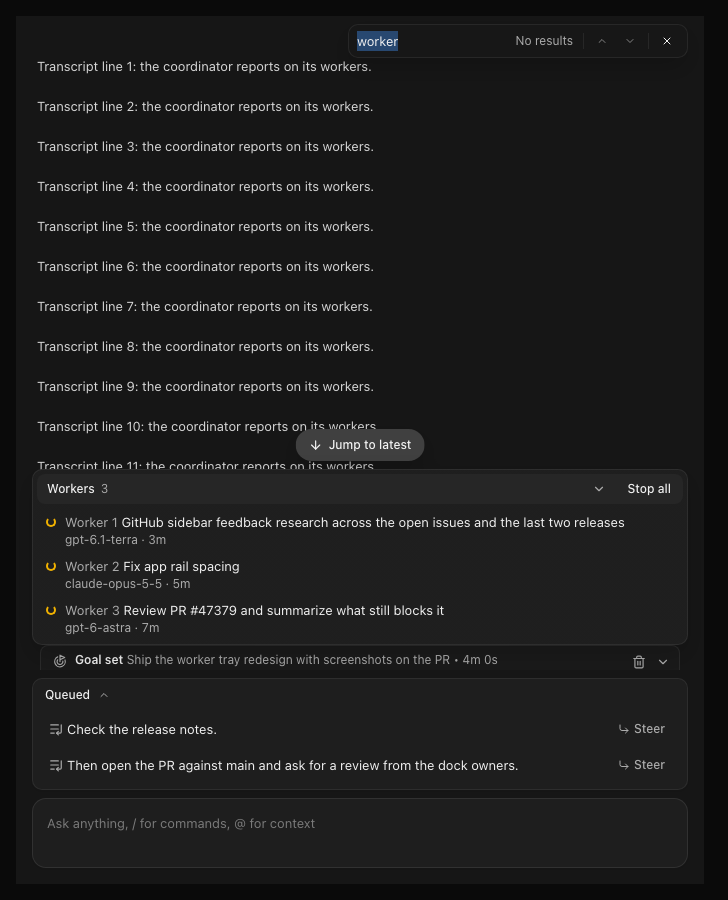 worker No results
Transcript line 1: the coordinator reports on its workers.
Transcript line 2: the coordinator reports on its workers.
Transcript line 3: the coordinator reports on its workers.
Transcript line 4: the coordinator reports on its workers.
Transcript line 5: the coordinator reports on its workers.
Transcript line 6: the coordinator reports on its workers.
Transcript line 7: the coordinator reports on its workers.
Transcript line 8: the coordinator reports on its workers.
Transcript line 9: the coordinator reports on its workers.
Transcript line 10: the coordinator reports on its workers.
Jump to latest
Transcript line 11: the coordinator reports on its workers.
Workers 3 Stop all
Worker 1 GitHub sidebar feedback research across the open issues and the last two releases
gpt-6.1-terra · 3m
Worker 2 Fix app rail spacing
claude-opus-5-5 · 5m
Worker 3 Review PR #47379 and summarize what still blocks it
gpt-6-astra · 7m
Goal set Ship the worker tray redesign with screenshots on the PR • 4m 0s
Queued
Check the release notes. Steer
Then open the PR against main and ask for a review from the dock owners. Steer
Ask anything, / for commands, @ for context